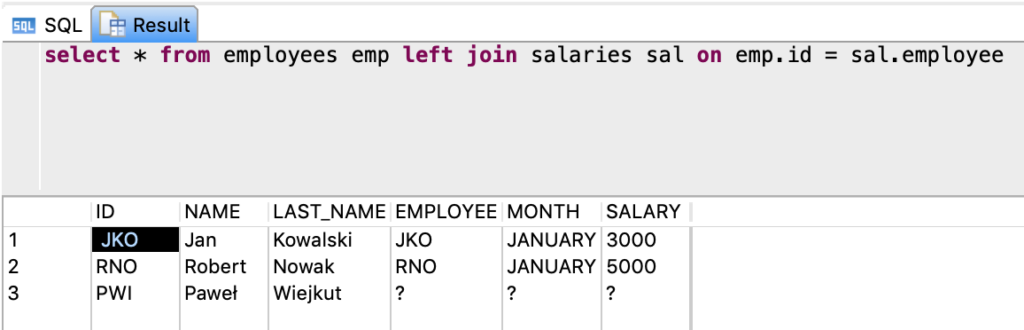 SQL SQL Result
select * from employees emp left join salaries sal on emp.id = sal.employee
ID NAME LAST_NAME EMPLOYEE MONTH SALARY
1 JKO Jan Kowalski JKO JANUARY 3000
2 RNO Robert Nowak RNO JANUARY 5000
3 PWI Paweł Wiejkut ? ? ?